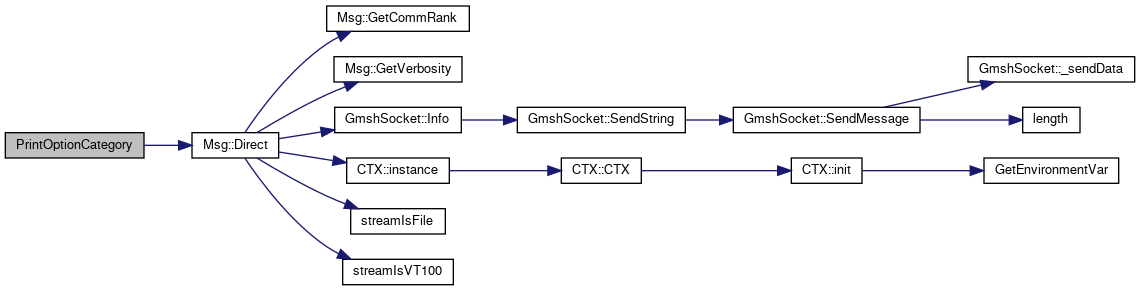 PrintOptionCategory
Msg::Direct
Msg::GetCommRank
Msg::GetVerbosity
GmshSocket::Info
GmshSocket::SendString
GmshSocket::SendMessage
GmshSocket::_sendData
length
CTX::instance
CTX::CTX
CTX::init
GetEnvironmentVar
streamIsFile
streamIsVT100